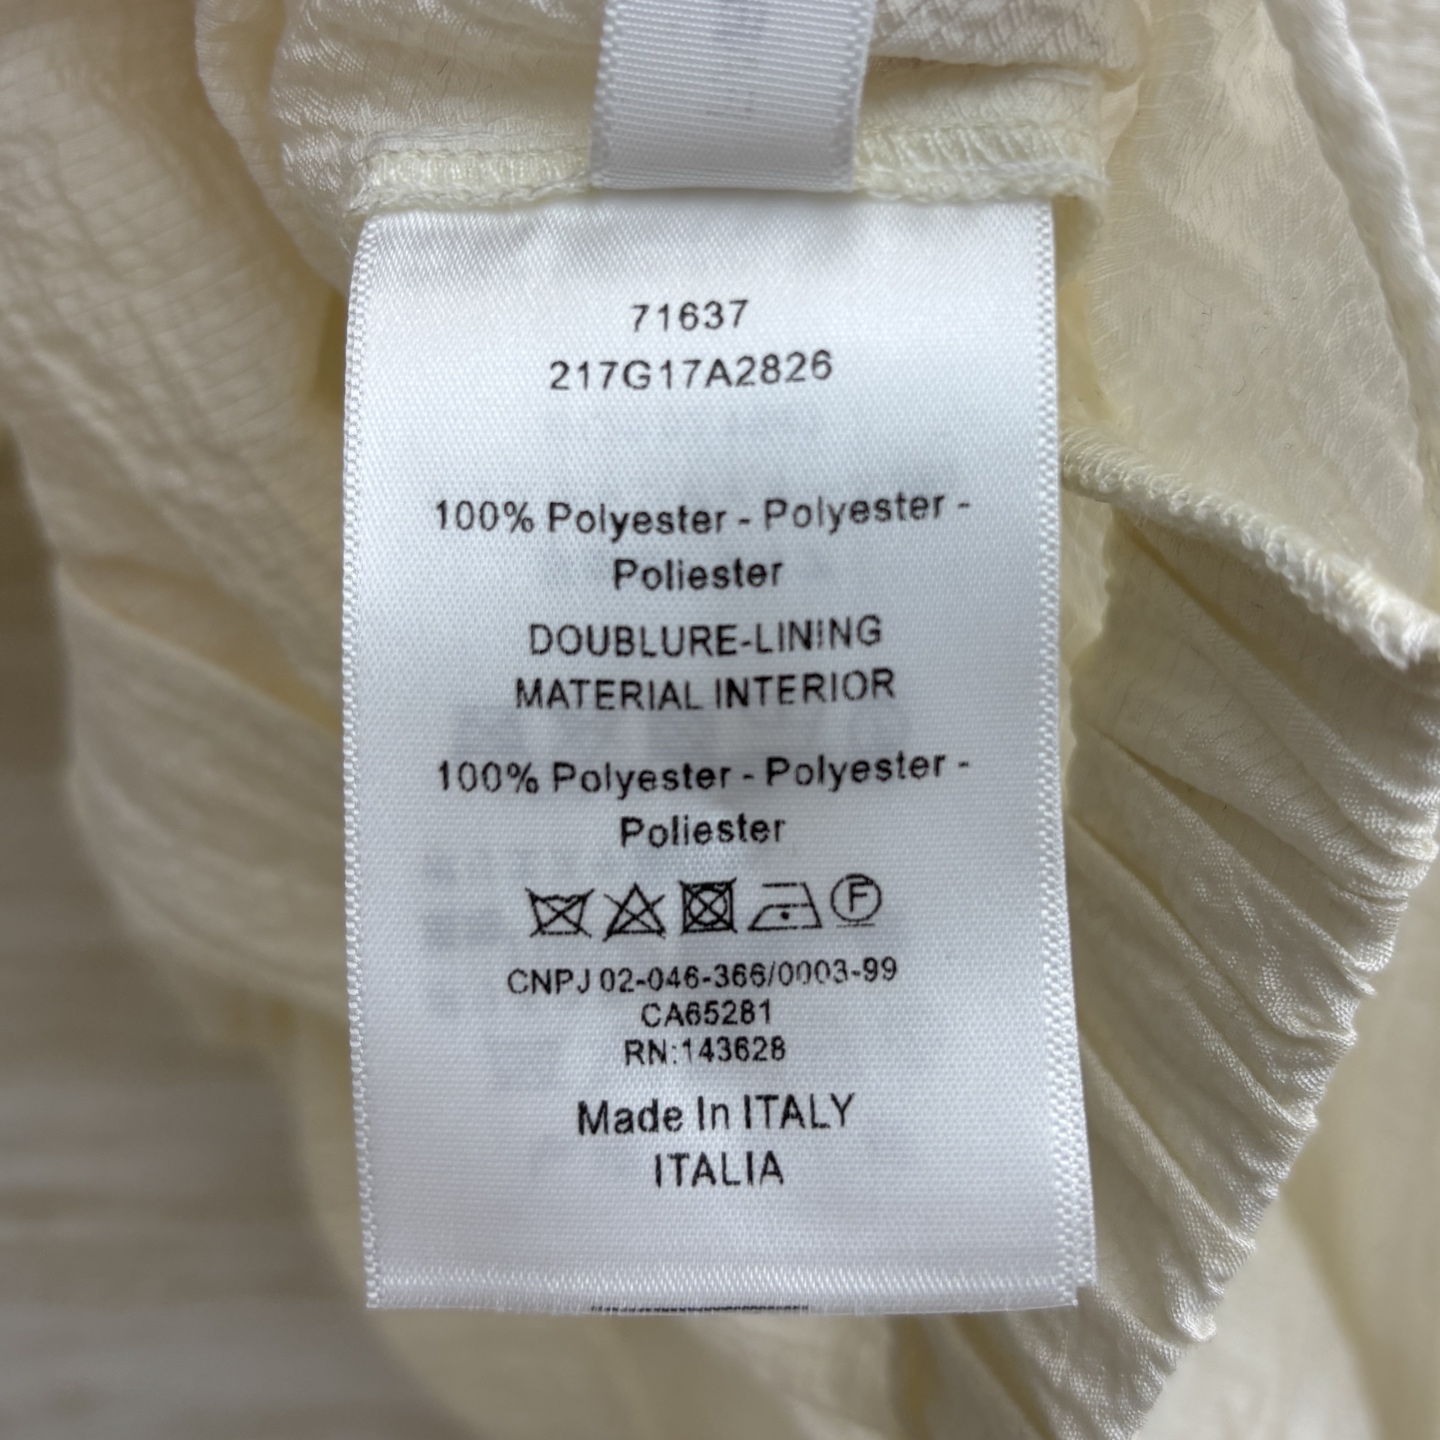 71637
217G17A2826
100% Polyester - Polyester -
Poliester
DOUBLURE-LINING
MATERIAL INTERIOR
100% Polyester - Polyester -
Poliester
F
CNPJ 02-046-366/0003-99
CA65281
RN:143628
Made In ITALY
ITALIA